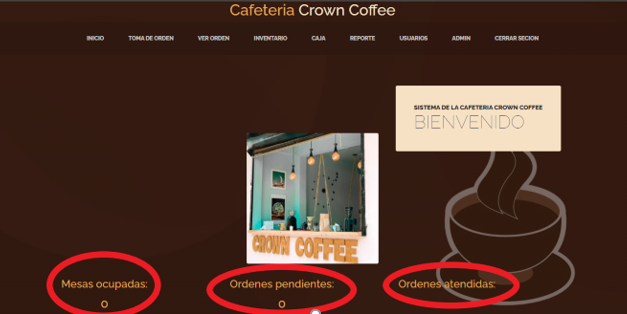 Cafeteria Crown Coffee
INICIO TOMA DE ORDEN VER ORDEN INVENTARIO CAJA REPORTE USUARIOS ADMIN CERRAR SECION
SISTEMA DE LA CAFETERIA CROWN COFFEE
BIENVENIDO
CROWN COFFEE
Mesas ocupadas: Ordenes pendientes: Ordenes atendidas:
0 0